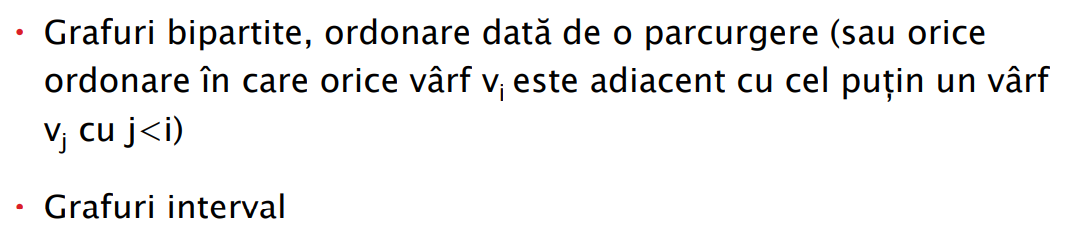 • Grafuri bipartite, ordonare dată de o parcurgere (sau orice
ordonare în care orice vârf vi este adiacent cu cel puțin un vârf
vj cu j<i)
• Grafuri interval